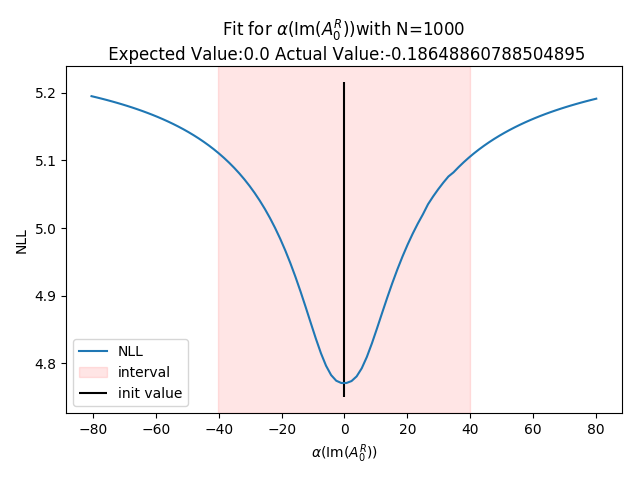 Fit for α(Im(A₀ᴿ))with N=1000
Expected Value:0.0 Actual Value:-0.18648860788504895
5.2
5.1
5.0
4.9
4.8
NLL
NLL
interval
init value
−80 −60 −40 −20 0 20 40 60 80
α(Im(A₀ᴿ))